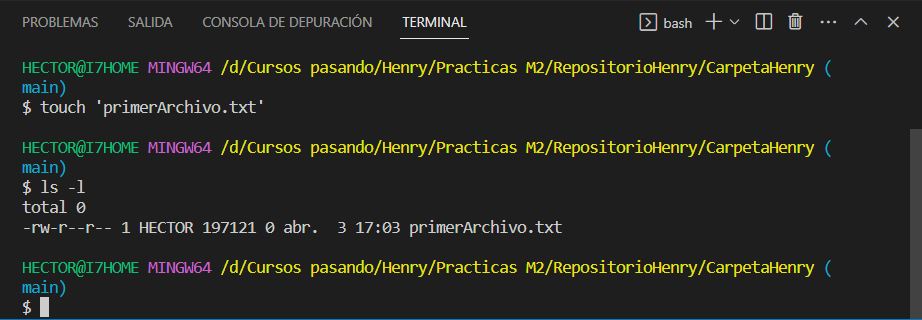 PROBLEMAS SALIDA CONSOLA DE DEPURACIÓN TERMINAL bash
HECTOR@I7HOME MINGW64 /d/Cursos pasando/Henry/Practicas M2/RepositorioHenry/CarpetaHenry (
main)
$ touch 'primerArchivo.txt'
HECTOR@I7HOME MINGW64 /d/Cursos pasando/Henry/Practicas M2/RepositorioHenry/CarpetaHenry (
main)
$ ls -l
total 0
-rw-r--r-- 1 HECTOR 197121 0 abr.  3 17:03 primerArchivo.txt
HECTOR@I7HOME MINGW64 /d/Cursos pasando/Henry/Practicas M2/RepositorioHenry/CarpetaHenry (
main)
$